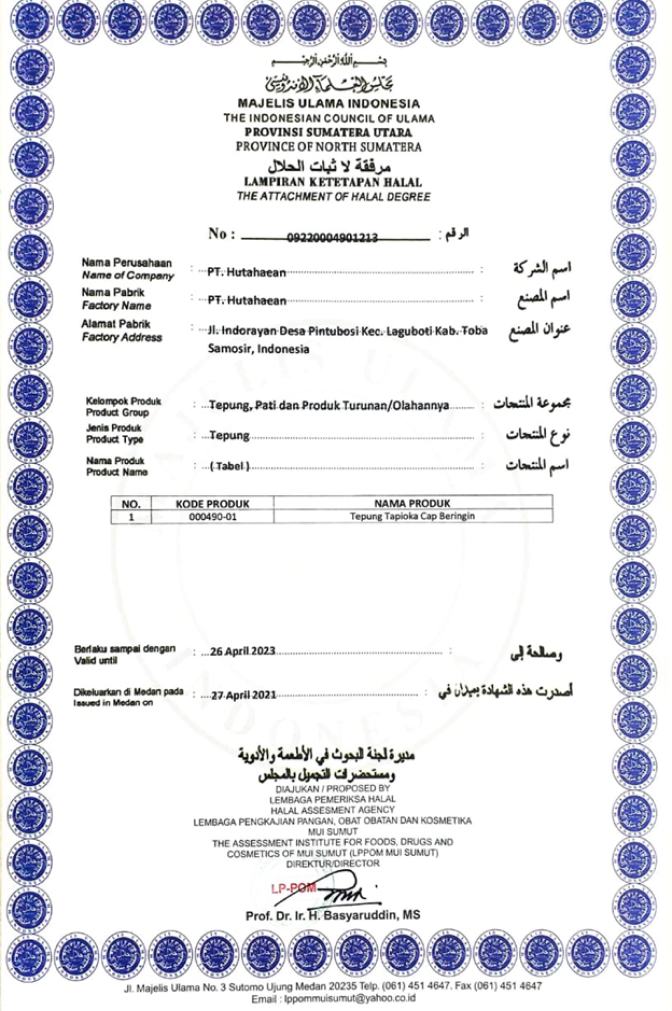 بسم الله الرحمن الرحيم
مجلس العلماء الإندونيسي
MAJELIS ULAMA INDONESIA
THE INDONESIAN COUNCIL OF ULAMA
PROVINSI SUMATERA UTARA
PROVINCE OF NORTH SUMATERA
مرفقة لا ثبات الحلال
LAMPIRAN KETETAPAN HALAL
THE ATTACHMENT OF HALAL DEGREE
No : 09220004901213 الرقم :
Nama Perusahaan : PT. Hutahaean : اسم الشركة
Name of Company
Nama Pabrik : PT. Hutahaean : اسم المصنع
Factory Name
Alamat Pabrik : Jl. Indorayan Desa Pintubosi Kec. Laguboti Kab. Toba عنوان المصنع
Factory Address Samosir, Indonesia
Kelompok Produk : Tepung, Pati dan Produk Turunan/Olahannya : مجموعة المنتجات
Product Group
Jenis Produk : Tepung : نوع المنتجات
Product Type
Nama Produk : ( Tabel ) : اسم المنتجات
Product Name
NO. KODE PRODUK NAMA PRODUK
1 000490-01 Tepung Tapioka Cap Beringin
Berlaku sampai dengan : 26 April 2023 : وصالحة إلى
Valid until
Dikeluarkan di Medan pada : 27 April 2021 : أصدرت هذه الشهادة بميدان في
Issued in Medan on
MAJELIS ULAMA INDONESIA
مديرة لجنة البحوث في الأطعمة والأدوية
ومستحضرات التجميل بالمجلس
DIAJUKAN / PROPOSED BY
LEMBAGA PEMERIKSA HALAL
HALAL ASSESMENT AGENCY
LEMBAGA PENGKAJIAN PANGAN, OBAT OBATAN DAN KOSMETIKA
MUI SUMUT
THE ASSESSMENT INSTITUTE FOR FOODS, DRUGS AND
COSMETICS OF MUI SUMUT (LPPOM MUI SUMUT)
DIREKTUR/DIRECTOR
LP-POM
Prof. Dr. Ir. H. Basyaruddin, MS
Jl. Majelis Ulama No. 3 Sutomo Ujung Medan 20235 Telp. (061) 451 4647. Fax (061) 451 4647
Email : lppommuisumut@yahoo.co.id